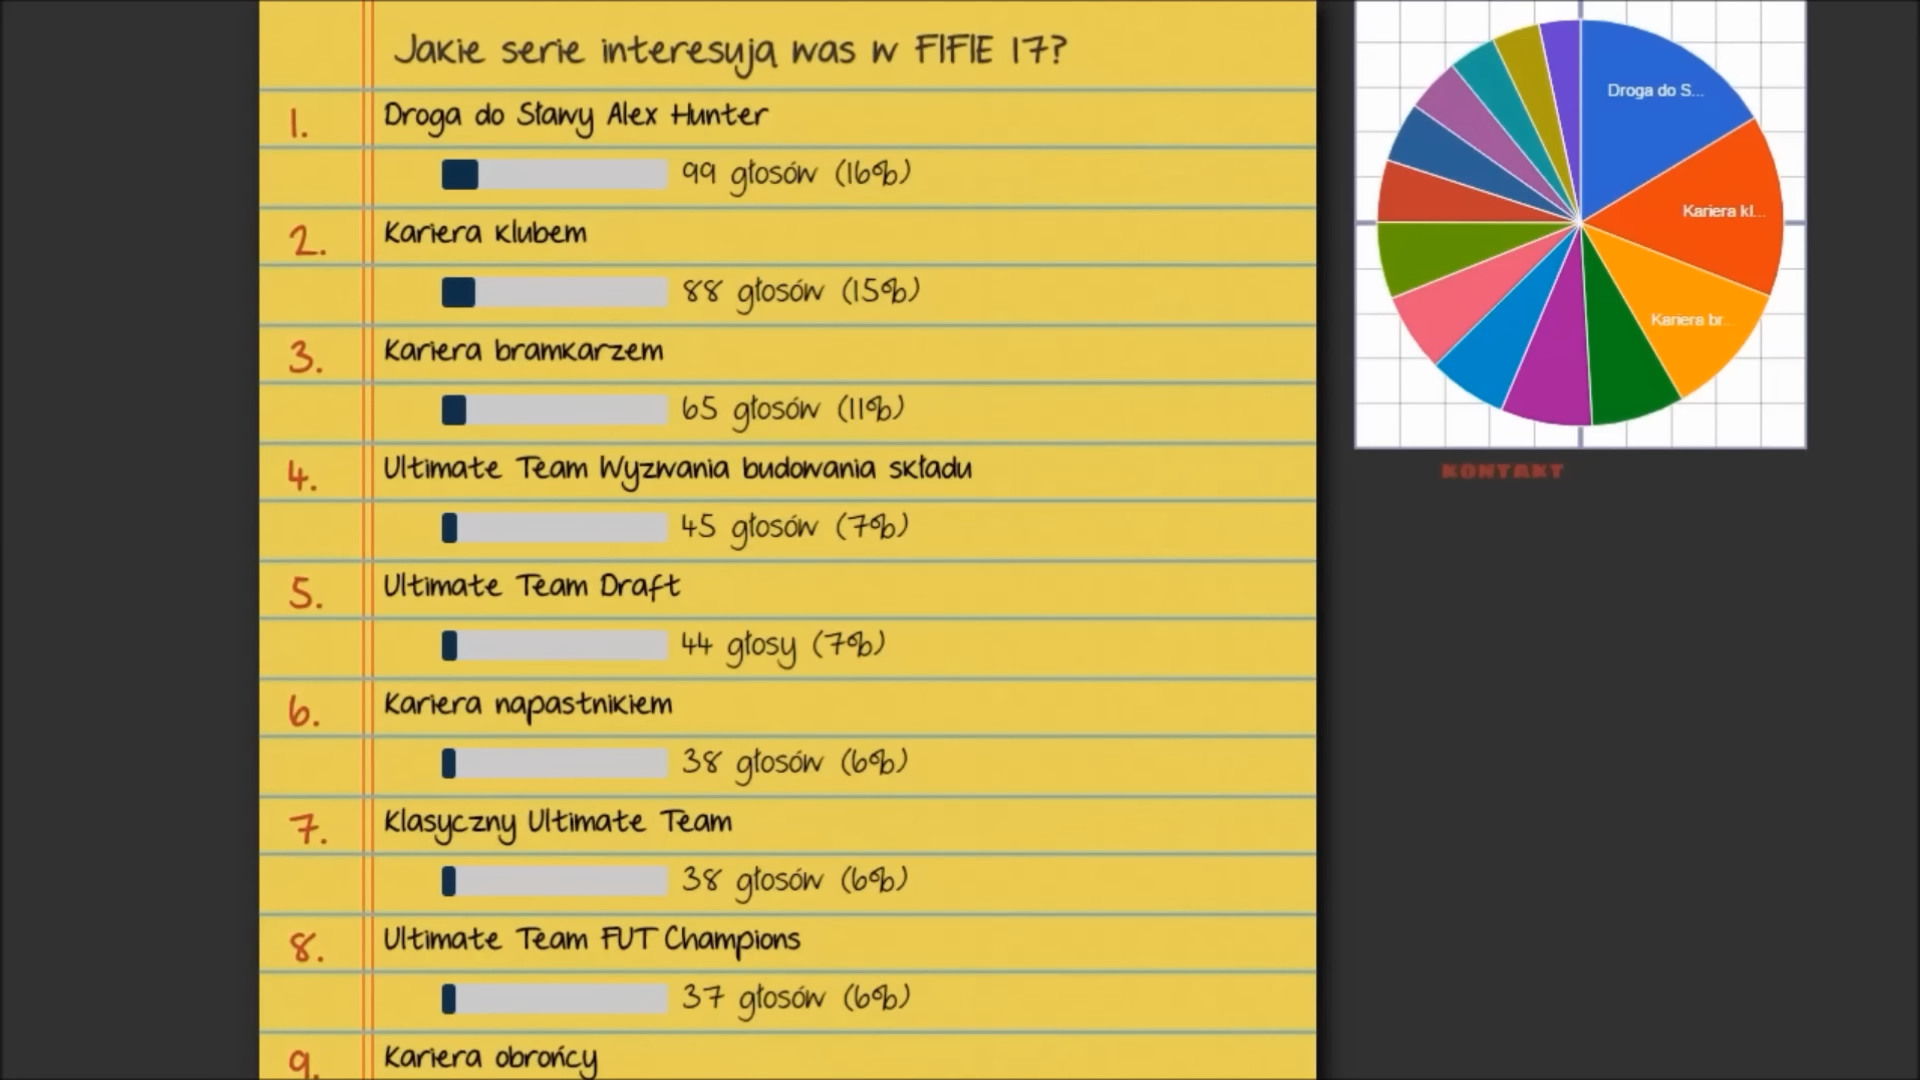 Jakie serie interesują was w FIFIE 17?
1. Droga do Sławy Alex Hunter
99 głosów (16%)
2. Kariera klubem
88 głosów (15%)
3. Kariera bramkarzem
65 głosów (11%)
4. Ultimate Team Wyzwania budowania składu
45 głosów (7%)
5. Ultimate Team Draft
44 głosy (7%)
6. Kariera napastnikiem
38 głosów (6%)
7. Klasyczny Ultimate Team
38 głosów (6%)
8. Ultimate Team FUT Champions
37 głosów (6%)
9. Kariera obrońcy
Droga do S...
Kariera kl...
Kariera br...
KONTAKT